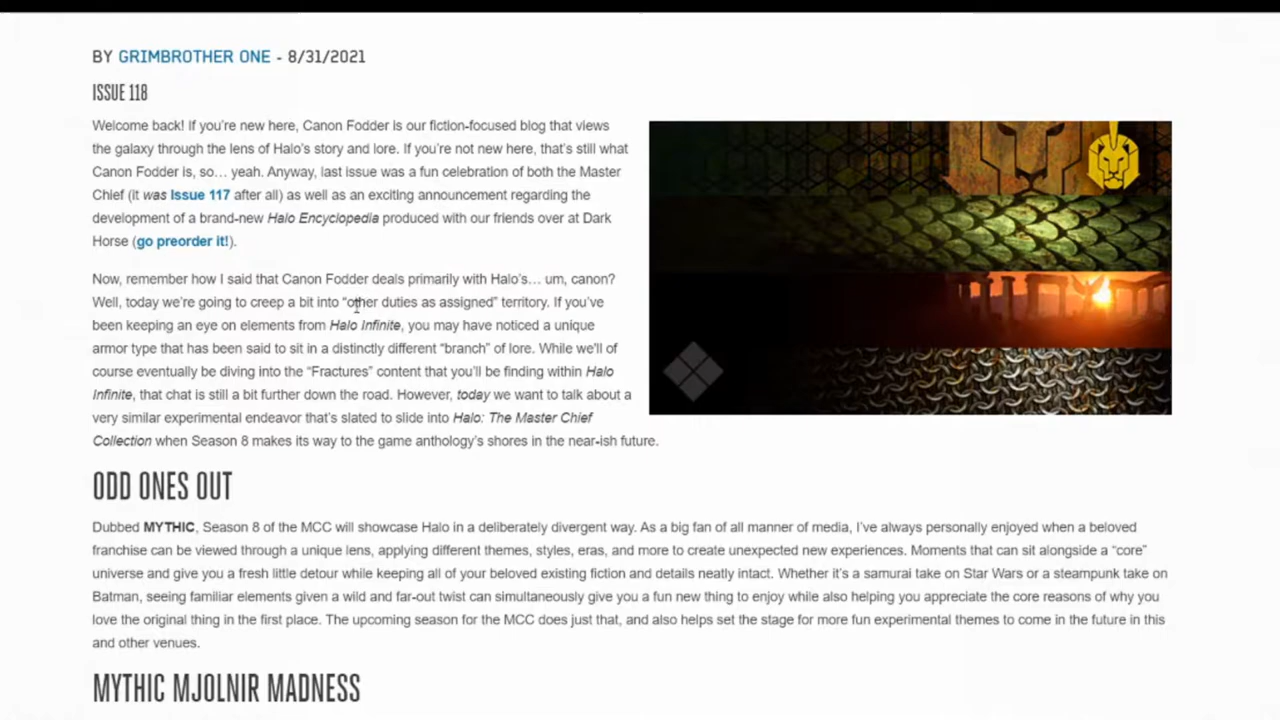 BY GRIMBROTHER ONE - 8/31/2021
ISSUE 118
Welcome back! If you're new here, Canon Fodder is our fiction-focused blog that views
the galaxy through the lens of Halo's story and lore. If you're not new here, that's still what
Canon Fodder is, so… yeah. Anyway, last issue was a fun celebration of both the Master
Chief (it was Issue 117 after all) as well as an exciting announcement regarding the
development of a brand-new Halo Encyclopedia produced with our friends over at Dark
Horse (go preorder it!).
Now, remember how I said that Canon Fodder deals primarily with Halo's… um, canon?
Well, today we're going to creep a bit into “other duties as assigned” territory. If you've
been keeping an eye on elements from Halo Infinite, you may have noticed a unique
armor type that has been said to sit in a distinctly different “branch” of lore. While we'll of
course eventually be diving into the “Fractures” content that you'll be finding within Halo
Infinite, that chat is still a bit further down the road. However, today we want to talk about a
very similar experimental endeavor that's slated to slide into Halo: The Master Chief
Collection when Season 8 makes its way to the game anthology's shores in the near-ish future.
ODD ONES OUT
Dubbed MYTHIC, Season 8 of the MCC will showcase Halo in a deliberately divergent way. As a big fan of all manner of media, I've always personally enjoyed when a beloved
franchise can be viewed through a unique lens, applying different themes, styles, eras, and more to create unexpected new experiences. Moments that can sit alongside a “core”
universe and give you a fresh little detour while keeping all of your beloved existing fiction and details neatly intact. Whether it's a samurai take on Star Wars or a steampunk take on
Batman, seeing familiar elements given a wild and far-out twist can simultaneously give you a fun new thing to enjoy while also helping you appreciate the core reasons of why you
love the original thing in the first place. The upcoming season for the MCC does just that, and also helps set the stage for more fun experimental themes to come in the future in this
and other venues.
MYTHIC MJOLNIR MADNESS